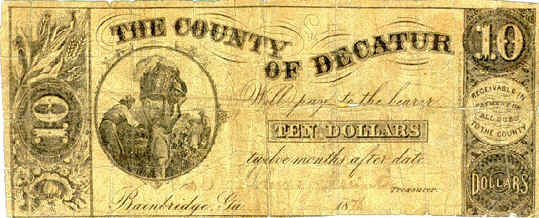 THE COUNTY
OF DECATUR
10
10
Will pay to the bearer
TEN DOLLARS
twelve months after date
RECEIVABLE IN
PAYMENT OF
ALL DUES
TO THE COUNTY
Treasurer
DOLLARS
Bainbridge, Ga.
187